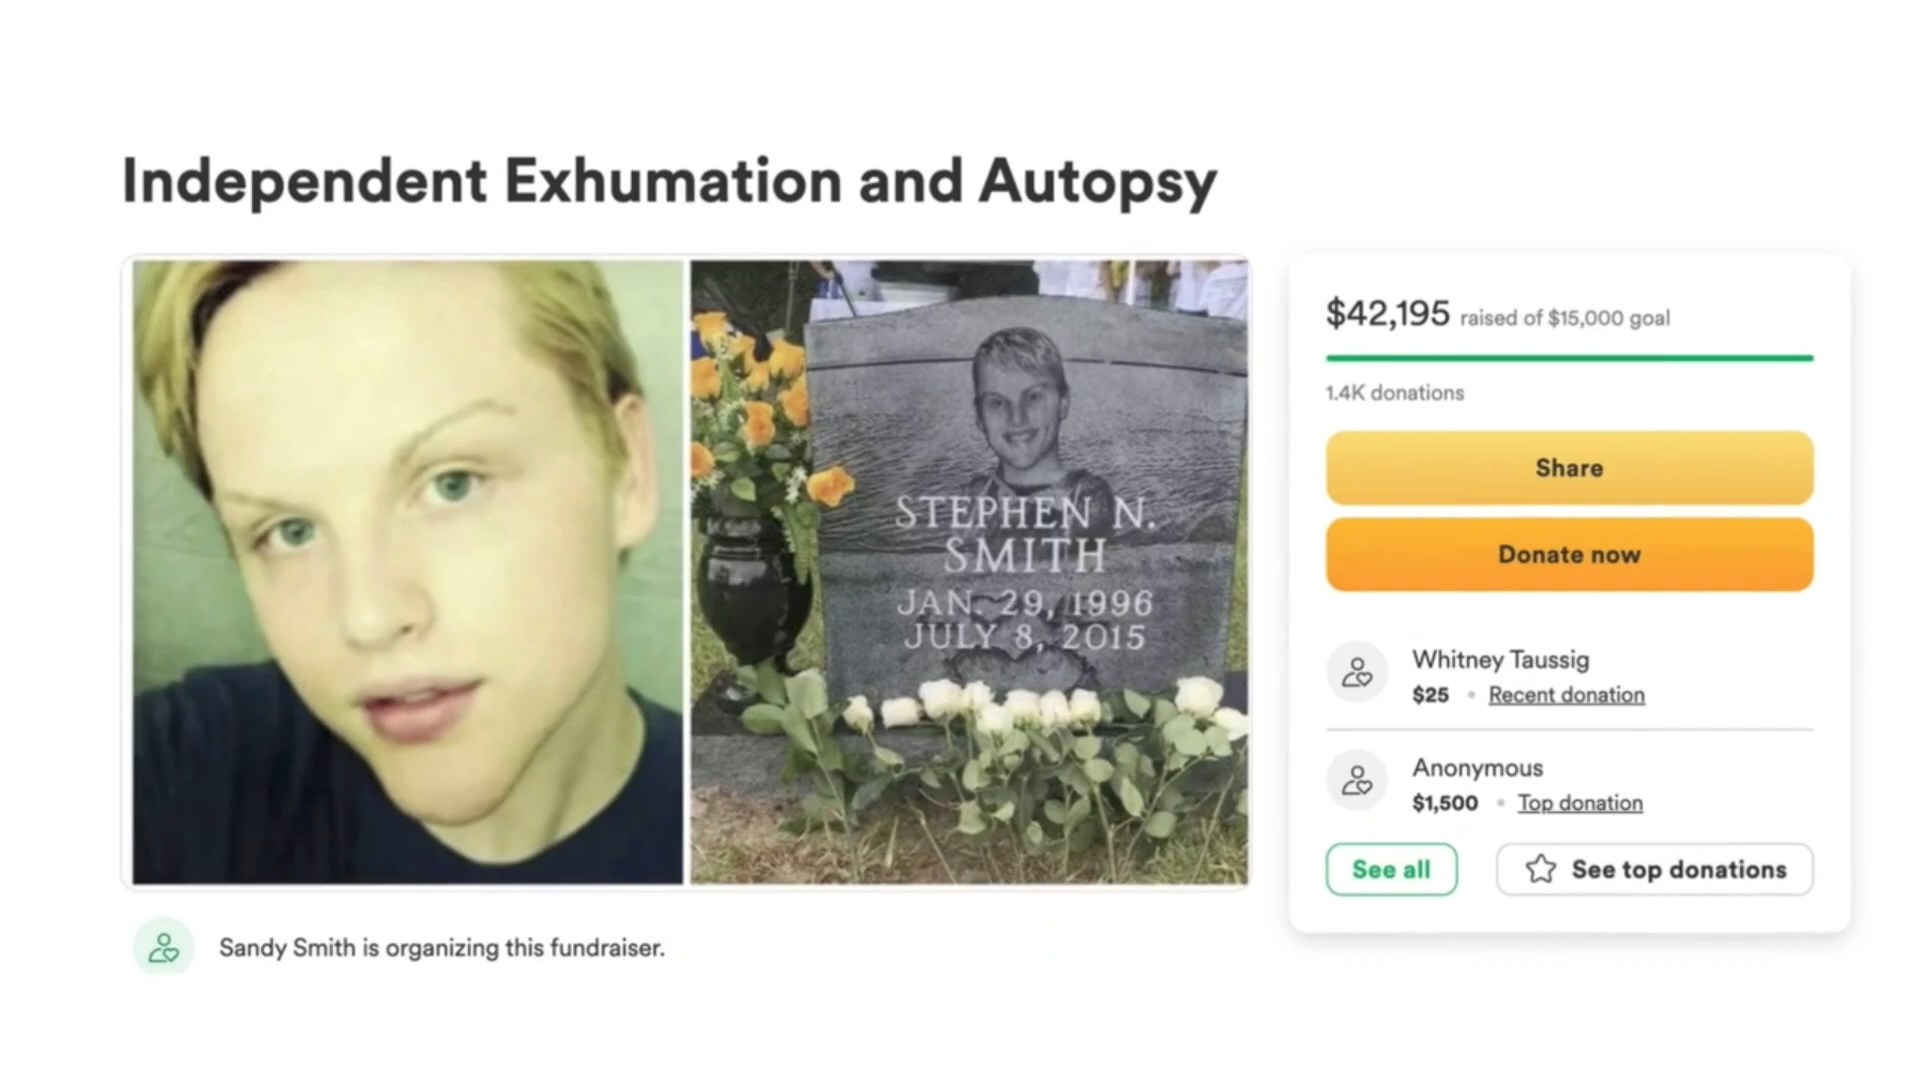 Independent Exhumation and Autopsy
STEPHEN N.
SMITH
JAN. 29, 1996
JULY 8, 2015
Sandy Smith is organizing this fundraiser.
$42,195 raised of $15,000 goal
1.4K donations
Share
Donate now
Whitney Taussig
$25 • Recent donation
Anonymous
$1,500 • Top donation
See all
See top donations